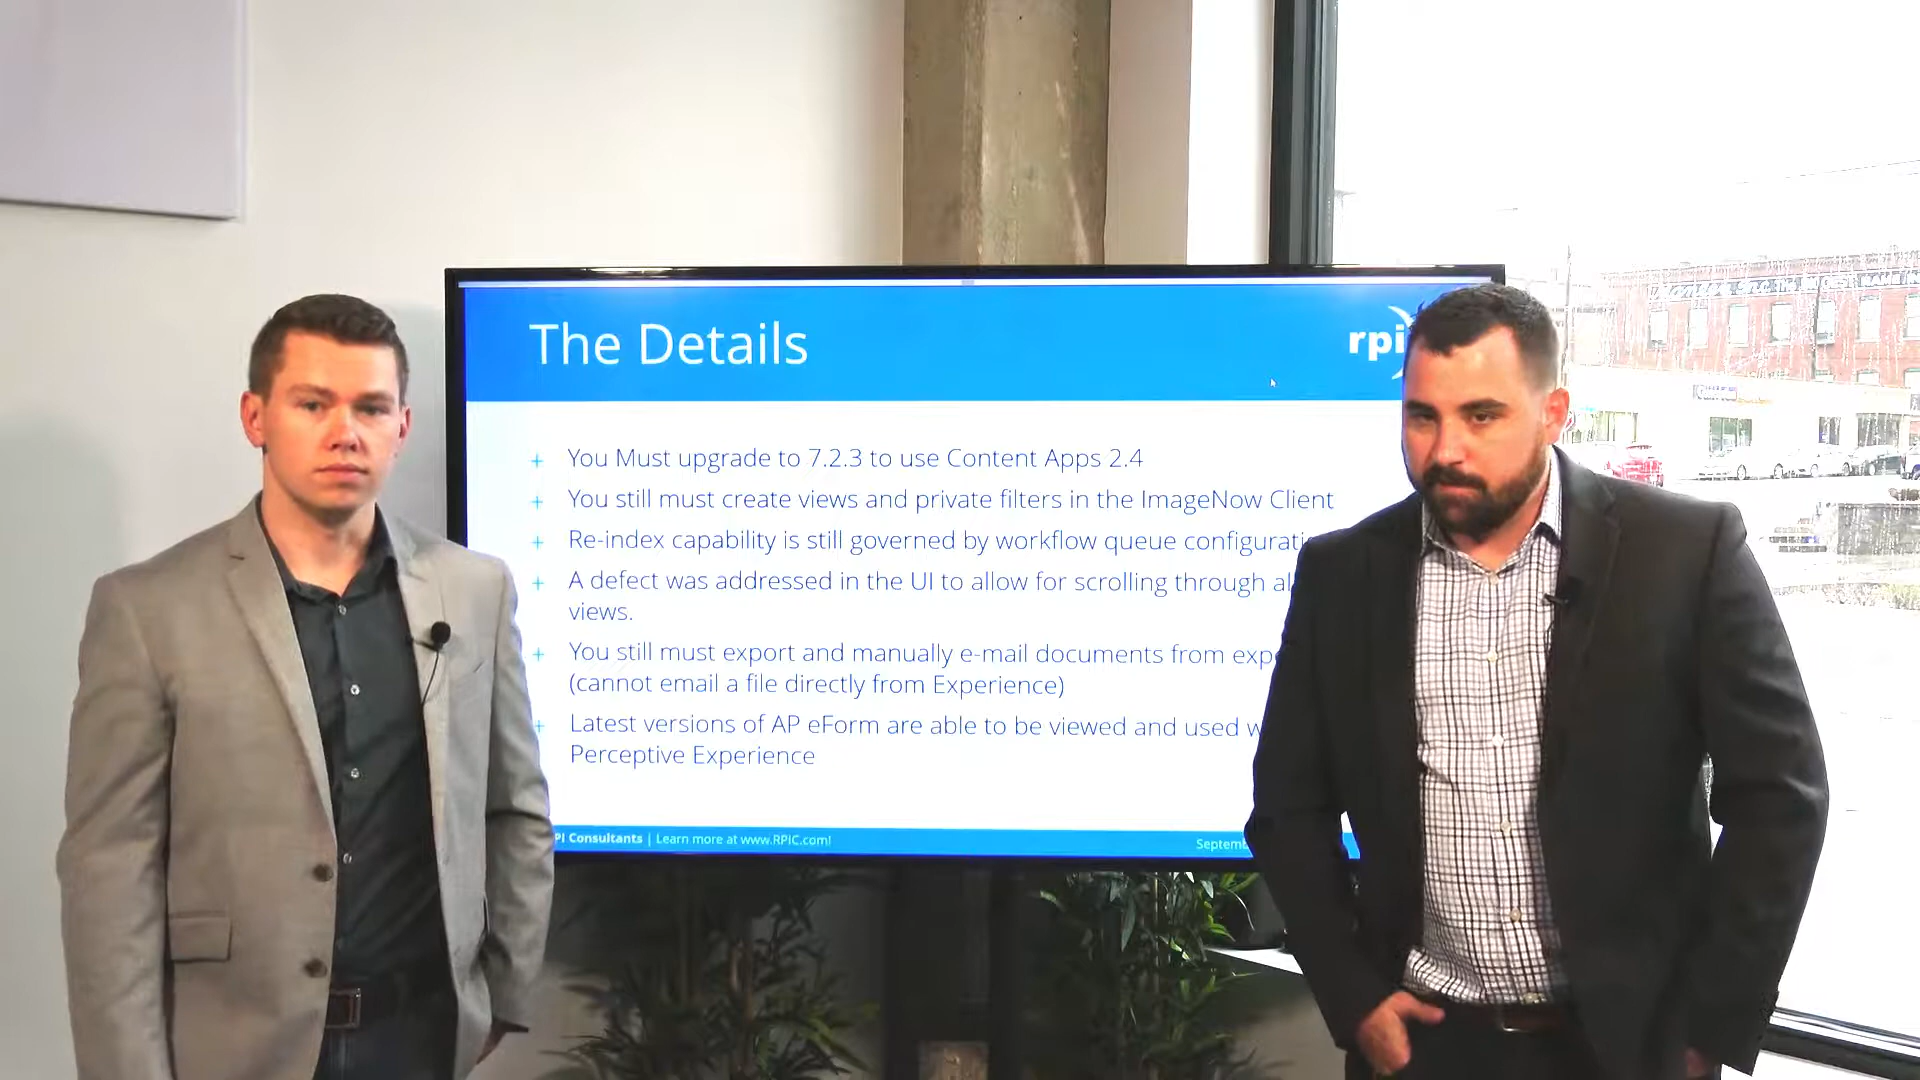 The Details
rpi
+ You Must upgrade to 7.2.3 to use Content Apps 2.4
+ You still must create views and private filters in the ImageNow Client
+ Re-index capability is still governed by workflow queue
+ A defect was addressed in the UI to allow for scrolling through
views.
+ You still must export and manually e-mail documents from
(cannot email a file directly from Experience)
+ Latest versions of AP eForm are able to be viewed and used
Perceptive Experience
PI Consultants | Learn more at www.RPIC.com!